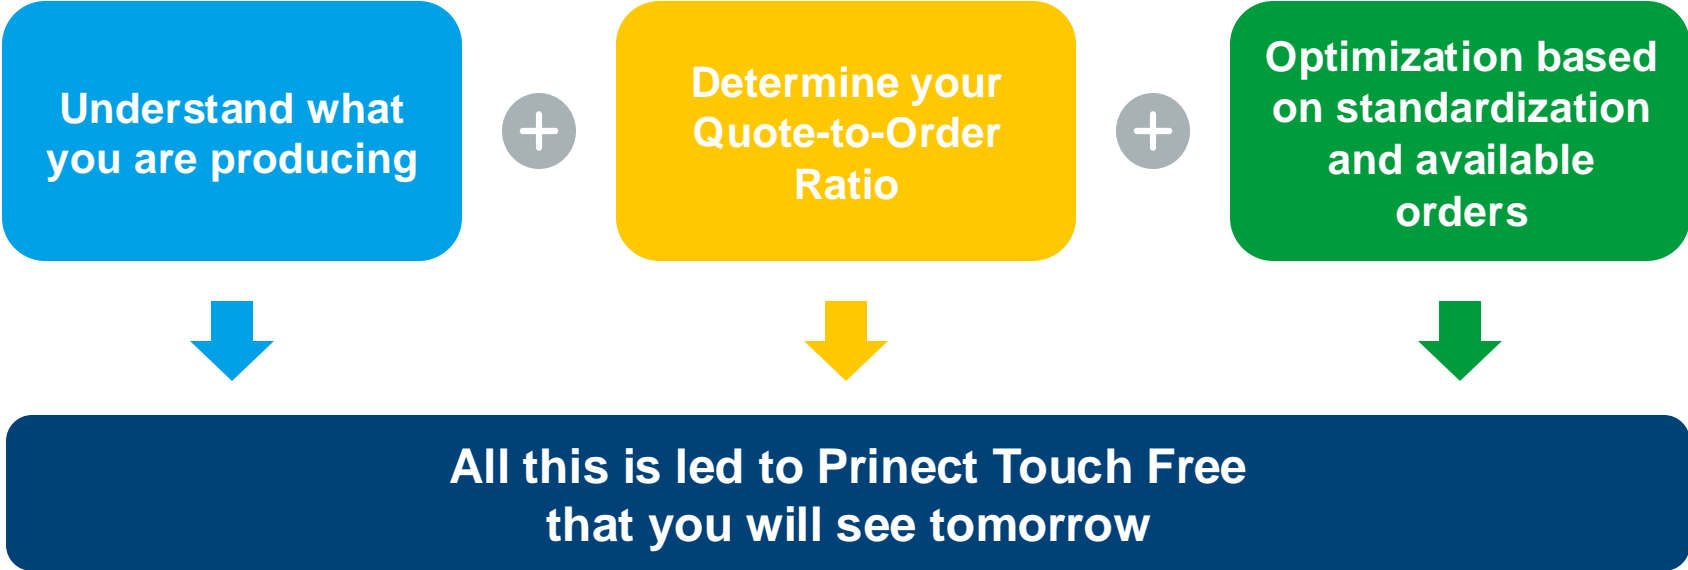 Understand what
you are producing
Determine your
Quote-to-Order
Ratio
Optimization based
on standardization
and available
orders
All this is led to Prinect Touch Free
that you will see tomorrow